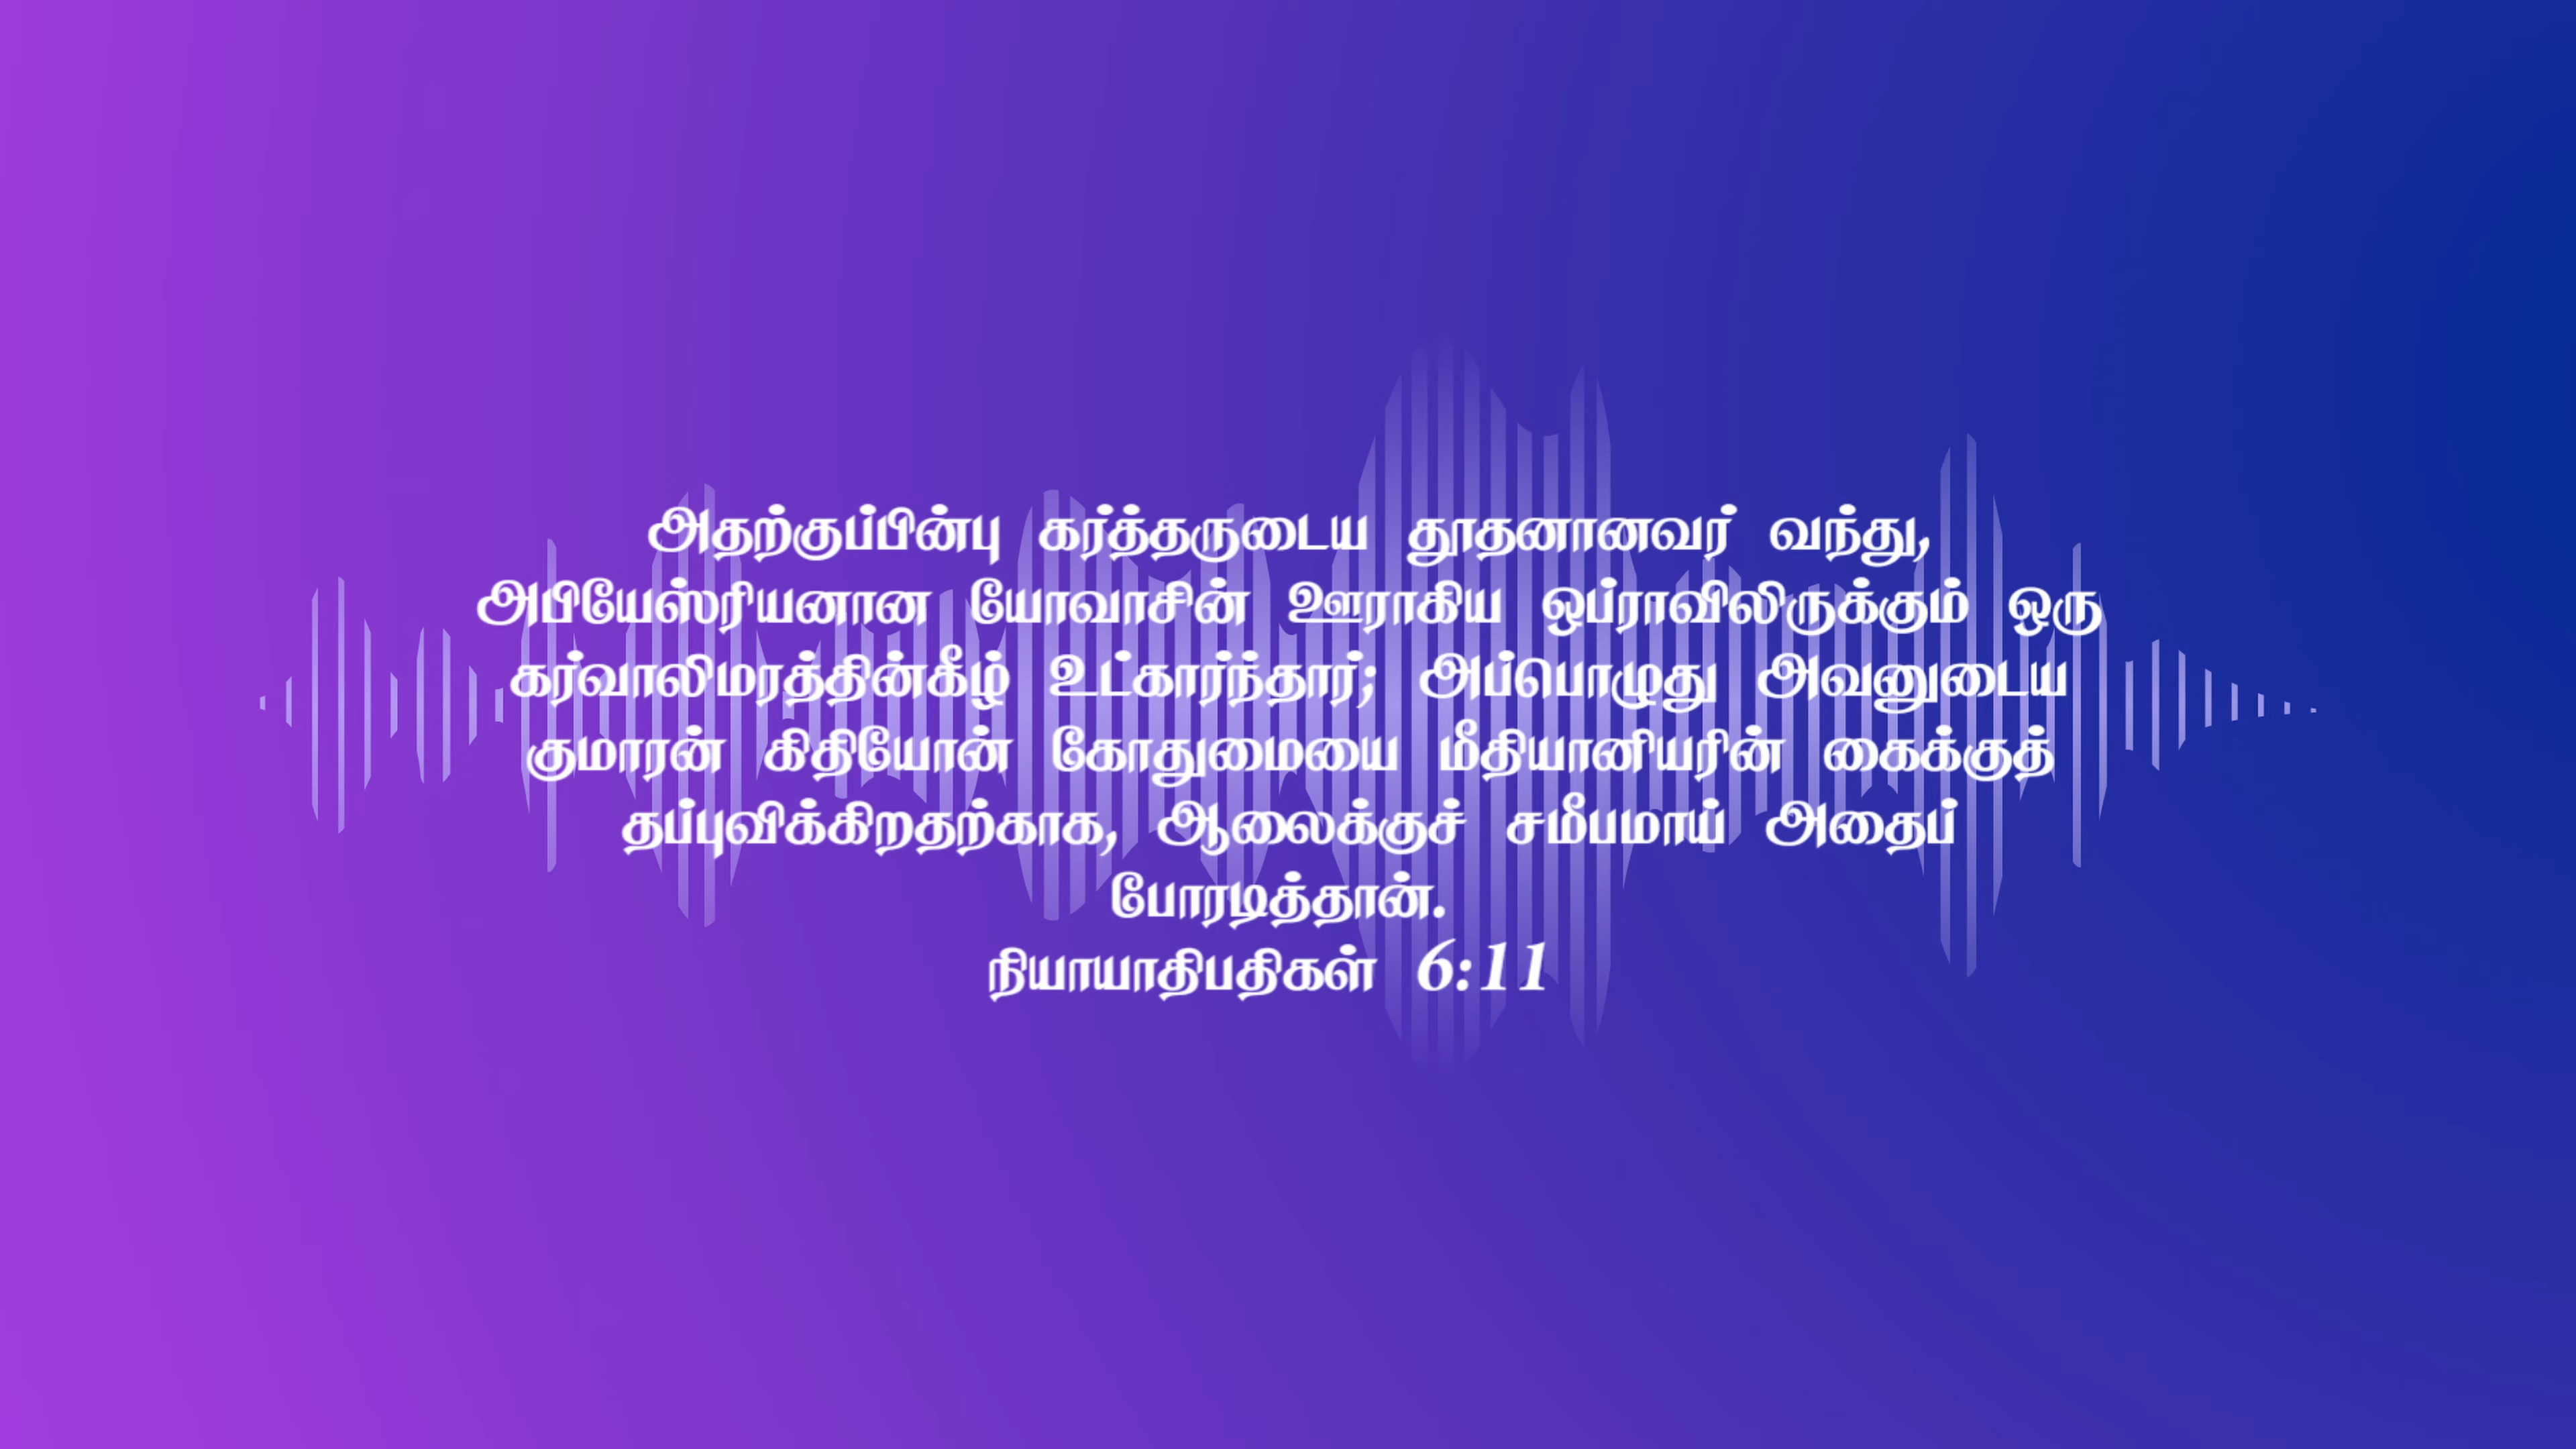 அதற்குப்பின்பு கர்த்தருடைய தூதனானவர் வந்து,
அபியேஸ்ரியனான யோவாசின் ஊராகிய ஒப்ராவிலிருக்கும் ஒரு
கர்வாலிமரத்தின்கீழ் உட்கார்ந்தார்; அப்பொழுது அவனுடைய
குமாரன் கிதியோன் கோதுமையை மீதியானியரின் கைக்குத்
தப்புவிக்கிறதற்காக, ஆலைக்குச் சமீபமாய் அதைப்
போரடித்தான்.
நியாயாதிபதிகள் 6:11